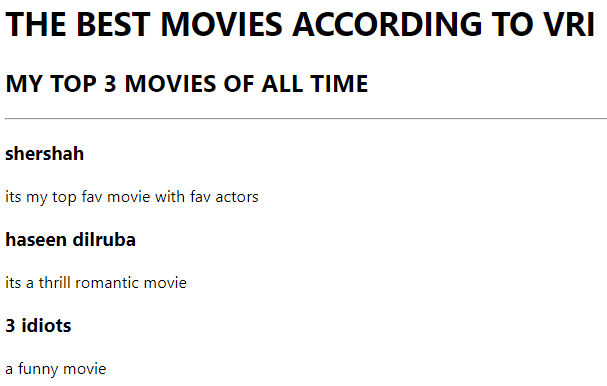 THE BEST MOVIES ACCORDING TO VRI
MY TOP 3 MOVIES OF ALL TIME
shershah
its my top fav movie with fav actors
haseen dilruba
its a thrill romantic movie
3 idiots
a funny movie